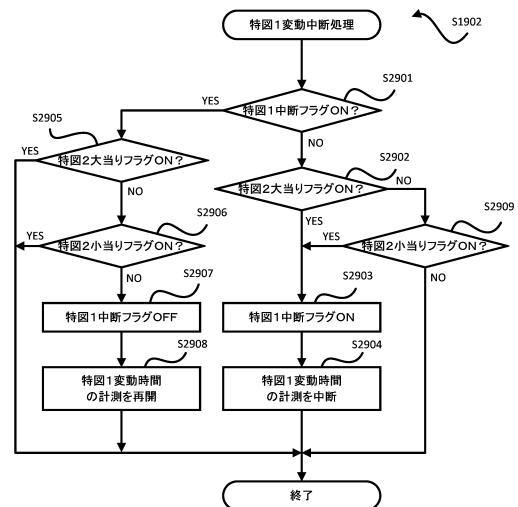 特図1変動中断処理
S1902
S2901
特図1中断フラグON？
YES
NO
S2905
特図2大当りフラグON？
YES
NO
S2902
特図2大当りフラグON？
NO
YES
S2906
特図2小当りフラグON？
YES
NO
S2909
特図2小当りフラグON？
YES
NO
S2907
特図1中断フラグOFF
S2903
特図1中断フラグON
S2908
特図1変動時間
の計測を再開
S2904
特図1変動時間
の計測を中断
終了